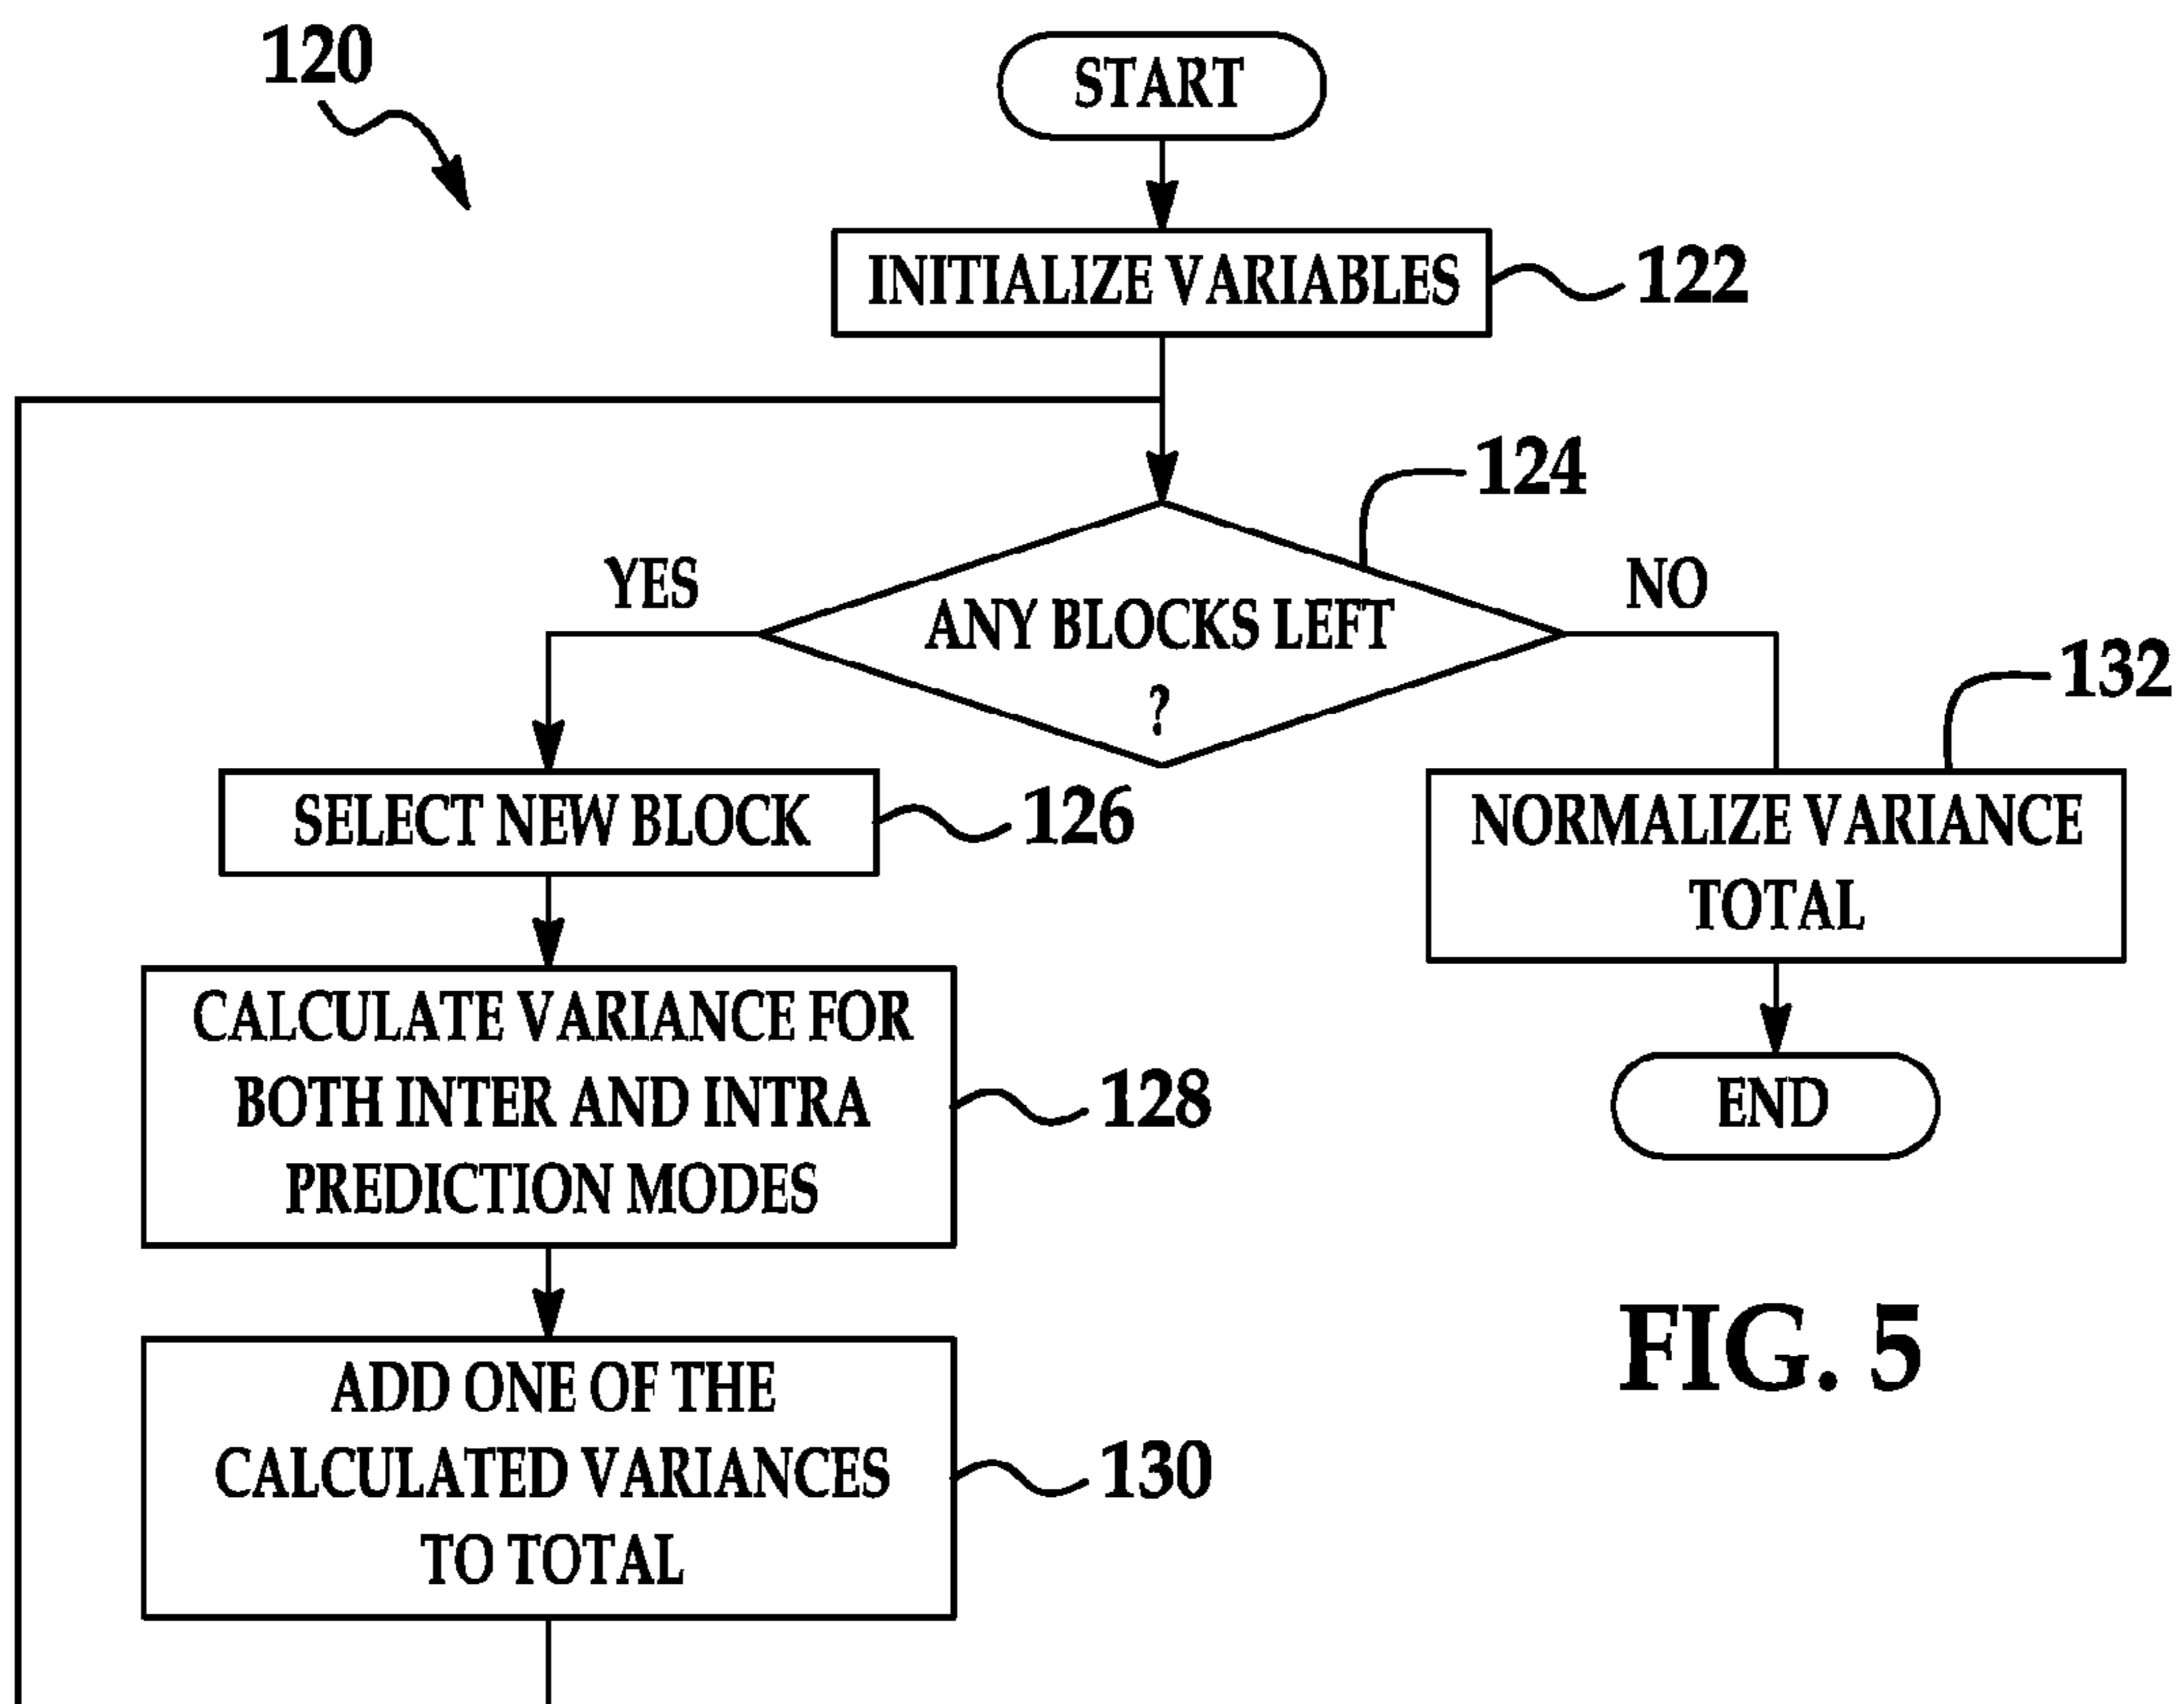 120
START
INITIALIZE VARIABLES
122
124
YES
ANY BLOCKS LEFT
?
NO
132
SELECT NEW BLOCK
126
NORMALIZE VARIANCE
TOTAL
CALCULATE VARIANCE FOR
BOTH INTER AND INTRA
PREDICTION MODES
128
END
ADD ONE OF THE
CALCULATED VARIANCES
TO TOTAL
130
FIG. 5